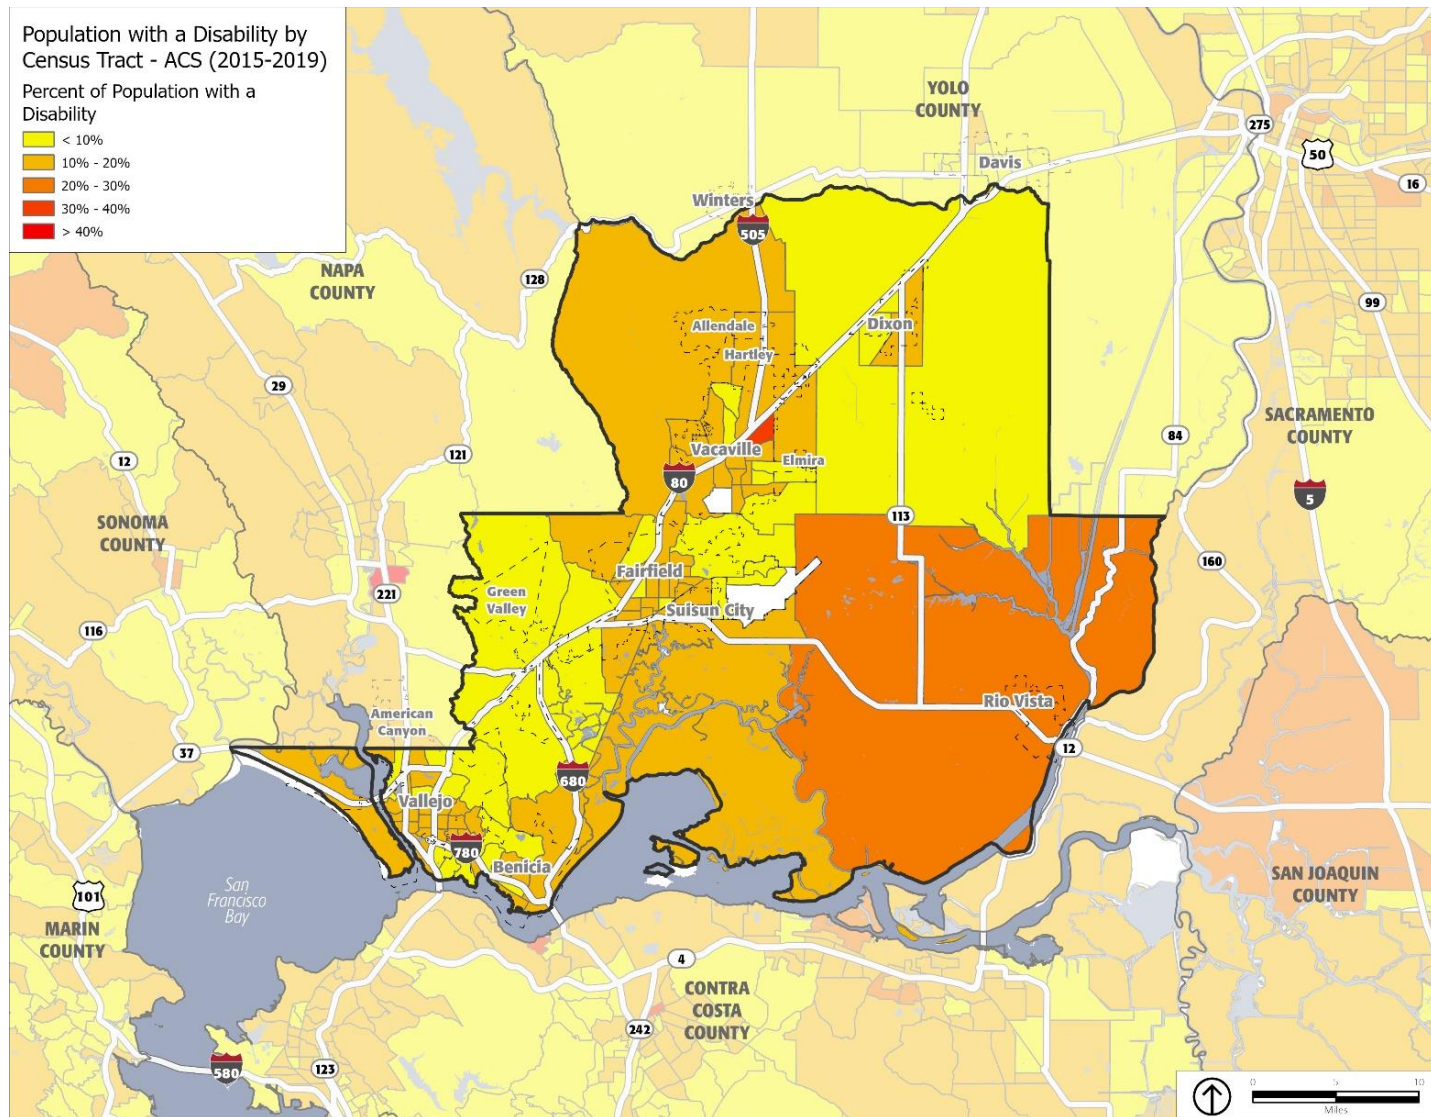 Population with a Disability by
Census Tract - ACS (2015-2019)
Percent of Population with a
Disability
< 10%
10% - 20%
20% - 30%
30% - 40%
> 40%
YOLO
COUNTY
275
50
Davis
16
Winters
505
NAPA
COUNTY
128
99
Allendale
Dixon
Hartley
29
SACRAMENTO
COUNTY
84
12
121
Vacaville
Elmira
80
5
SONOMA
COUNTY
113
160
Fairfield
221
Green
Valley
Suisun City
116
Rio Vista
American
Canyon
37
12
680
Vallejo
780
Benicia
San
Francisco
Bay
101
MARIN
COUNTY
SAN JOAQUIN
COUNTY
4
CONTRA
COSTA
COUNTY
242
580
123
0 5 10
Miles